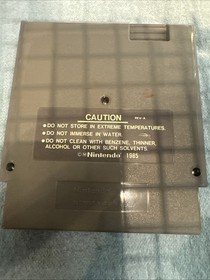 CAUTION
REV-A
●DO NOT STORE IN EXTREME TEMPERATURES.
●DO NOT IMMERSE IN WATER.
●DO NOT CLEAN WITH BENZENE, THINNER,
ALCOHOL OR OTHER SUCH SOLVENTS.
Nintendo 1985